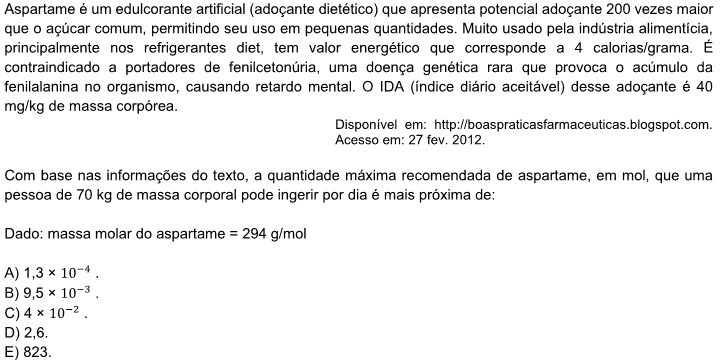 Aspartame é um edulcorante artificial (adoçante dietético) que apresenta potencial adoçante 200 vezes maior
que o açúcar comum, permitindo seu uso em pequenas quantidades. Muito usado pela indústria alimentícia,
principalmente nos refrigerantes diet, tem valor energético que corresponde a 4 calorias/grama. É
contraindicado a portadores de fenilcetonúria, uma doença genética rara que provoca o acúmulo da
fenilalanina no organismo, causando retardo mental. O IDA (índice diário aceitável) desse adoçante é 40
mg/kg de massa corpórea.
Disponível em: http://boaspraticasfarmaceuticas.blogspot.com.
Acesso em: 27 fev. 2012.
Com base nas informações do texto, a quantidade máxima recomendada de aspartame, em mol, que uma
pessoa de 70 kg de massa corporal pode ingerir por dia é mais próxima de:
Dado: massa molar do aspartame = 294 g/mol
A) 1,3 × 10⁻⁴ .
B) 9,5 × 10⁻³ .
C) 4 × 10⁻² .
D) 2,6.
E) 823.